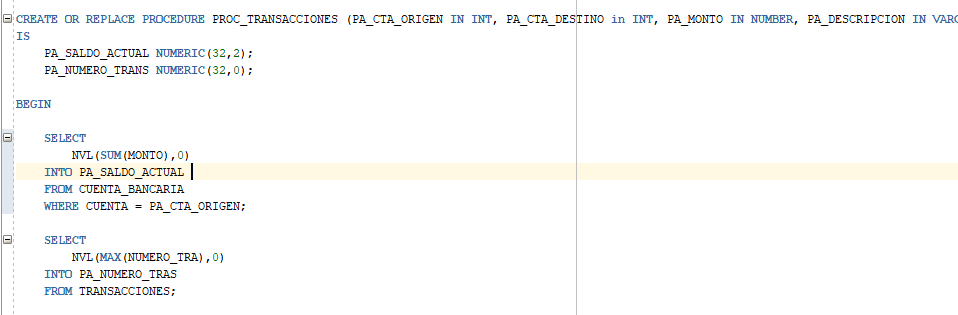 CREATE OR REPLACE PROCEDURE PROC_TRANSACCIONES (PA_CTA_ORIGEN IN INT, PA_CTA_DESTINO in INT, PA_MONTO IN NUMBER, PA_DESCRIPCION IN
IS
PA_SALDO_ACTUAL NUMERIC(32,2);
PA_NUMERO_TRANS NUMERIC(32,0);
BEGIN
SELECT
NVL(SUM(MONTO),0)
INTO PA_SALDO_ACTUAL
FROM CUENTA_BANCARIA
WHERE CUENTA = PA_CTA_ORIGEN;
SELECT
NVL(MAX(NUMERO_TRA),0)
INTO PA_NUMERO_TRAS
FROM TRANSACCIONES;